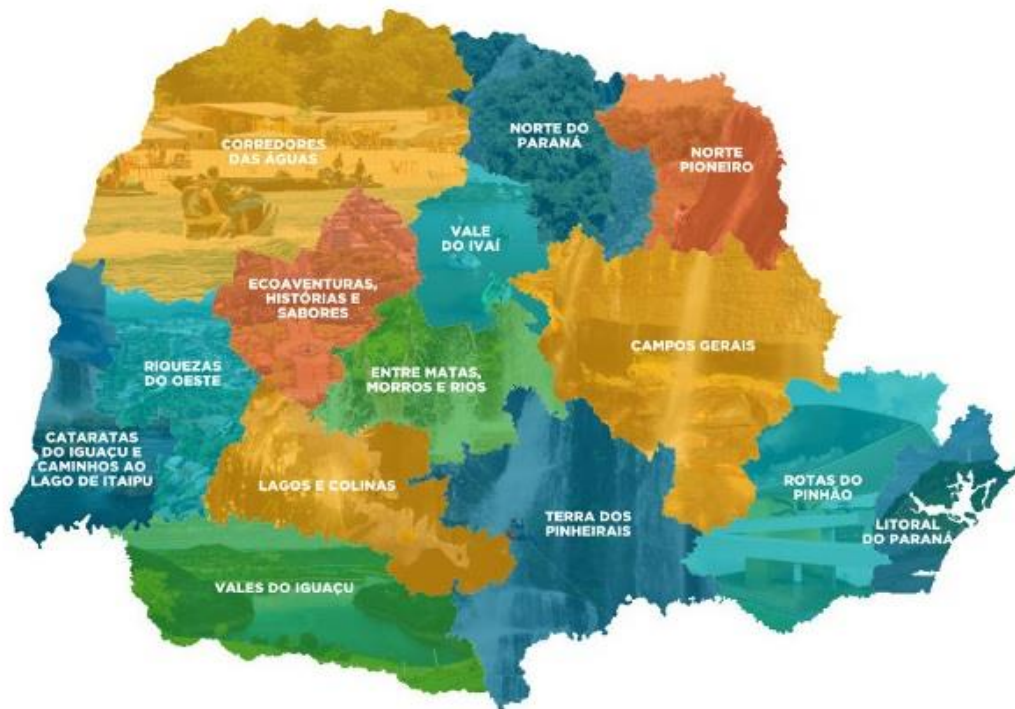 NORTE DO
PARANÁ
NORTE
PIONEIRO
CORREDORES
DAS ÁGUAS
VALE
DO IVAÍ
ECOAVENTURAS,
HISTÓRIAS E
SABORES
CAMPOS GERAIS
RIQUEZAS
DO OESTE
ENTRE MATAS,
MORROS E RIOS
CATARATAS
DO IGUAÇU E
CAMINHOS AO
LAGO DE ITAIPU
LAGOS E COLINAS
ROTAS DO
PINHÃO
TERRA DOS
PINHEIRAIS
LITORAL
DO PARANÁ
VALES DO IGUAÇU